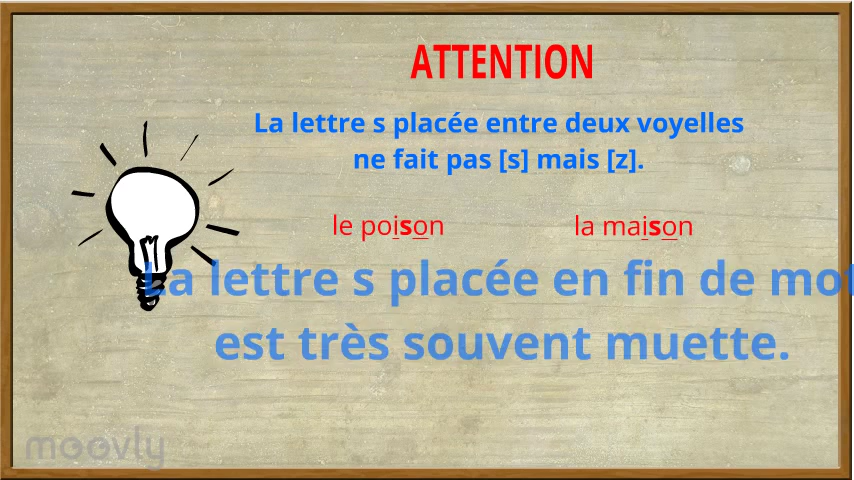 ATTENTION
La lettre s placée entre deux voyelles
ne fait pas [s] mais [z].
le poison
la maison
La lettre s placée en fin de mot
est très souvent muette.
moovly